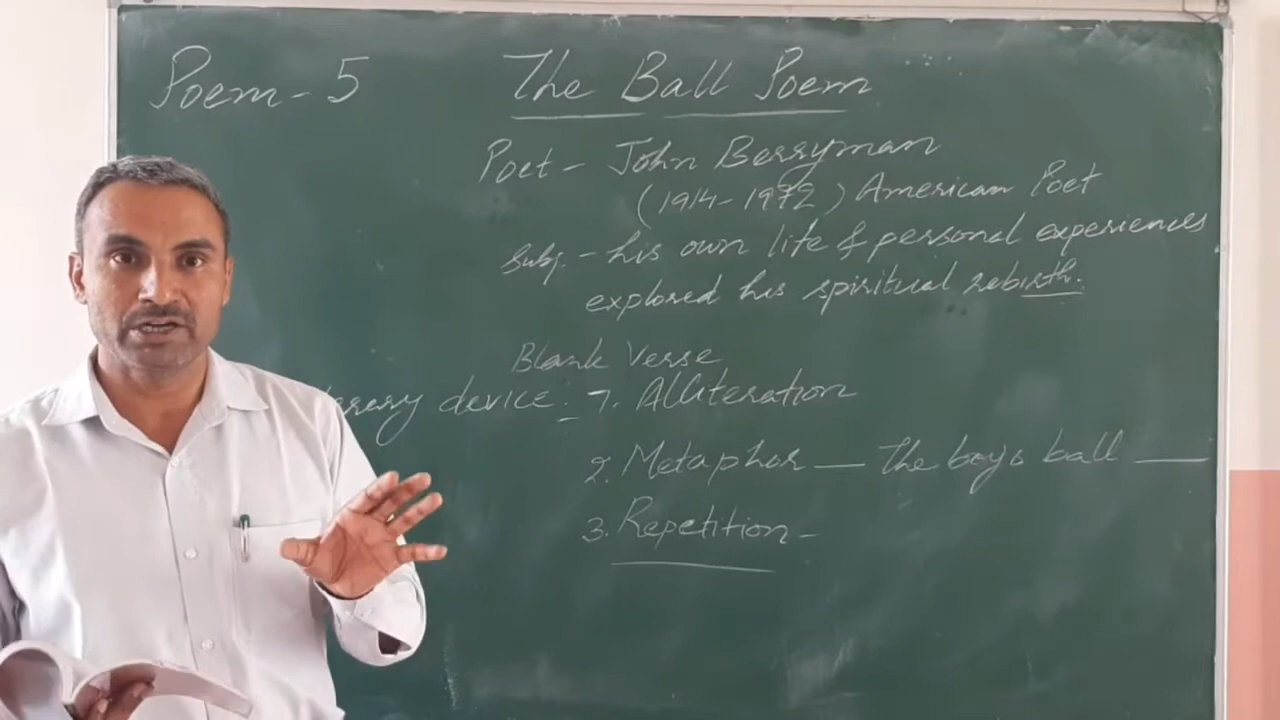 Poem - 5
The Ball Poem
Poet - John Berryman
(1914-1972) American Poet
Subj. - his own life & personal experiences
explored his spiritual rebirth.
Blank Verse
erary device: 1. Alliteration
2. Metaphor — The boys ball —
3. Repetition -